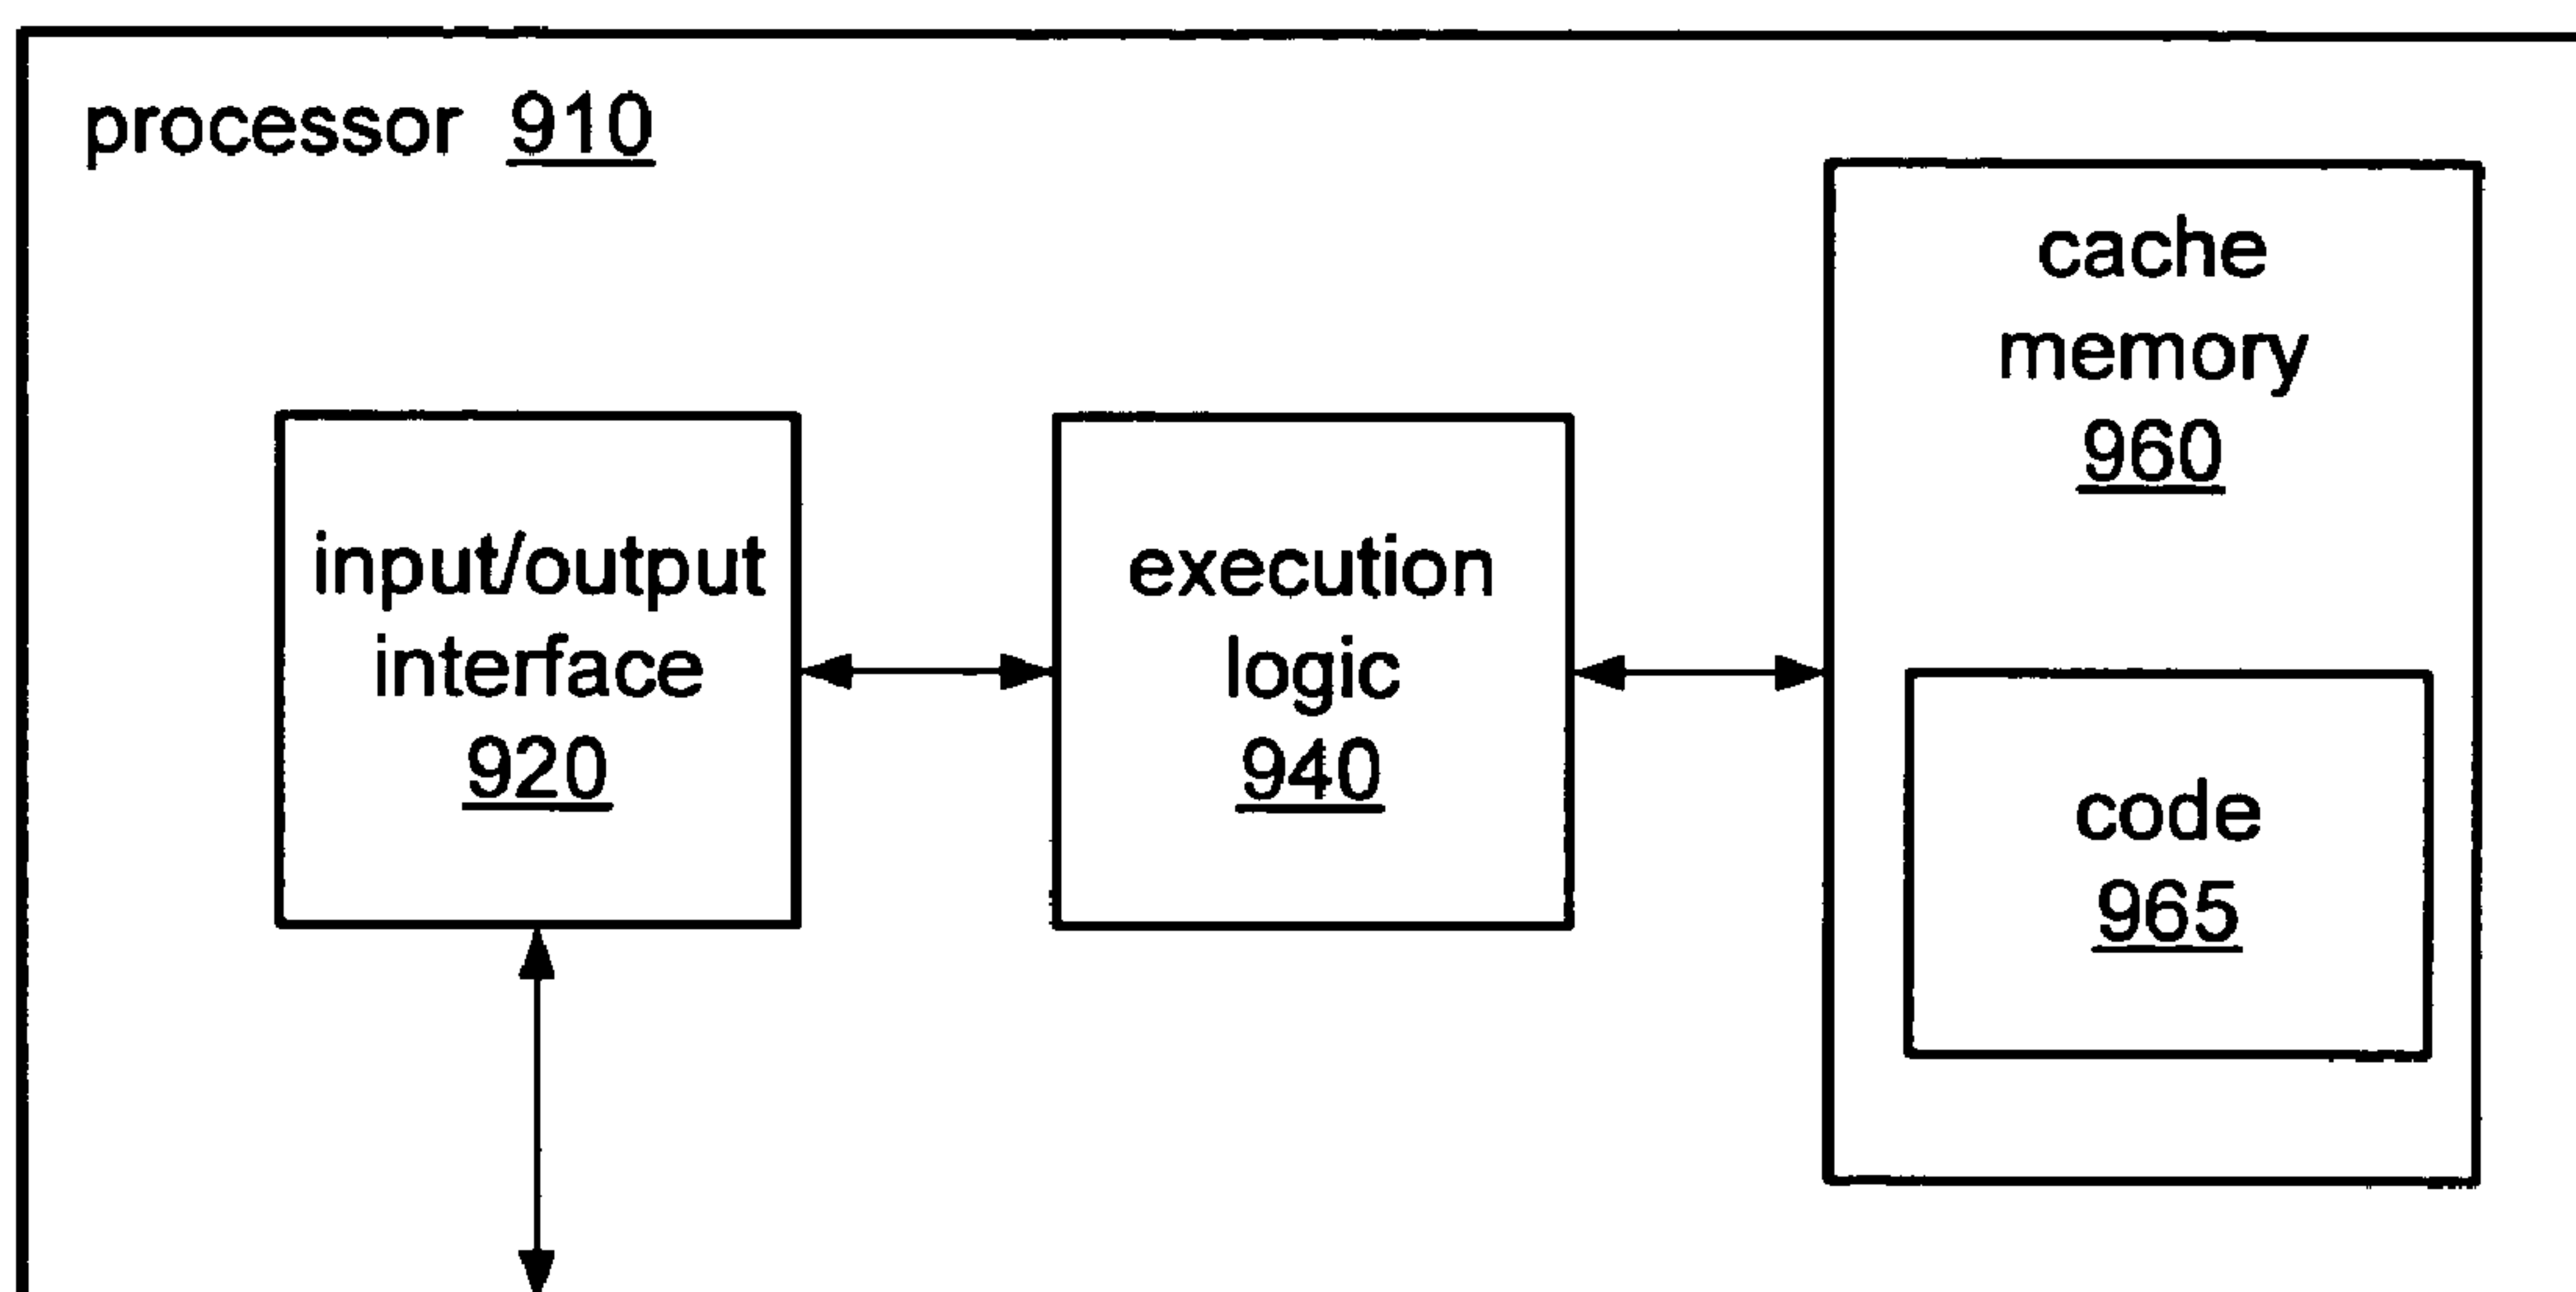 processor 910
cache
memory
960
input/output
interface
920
execution
logic
940
code
965